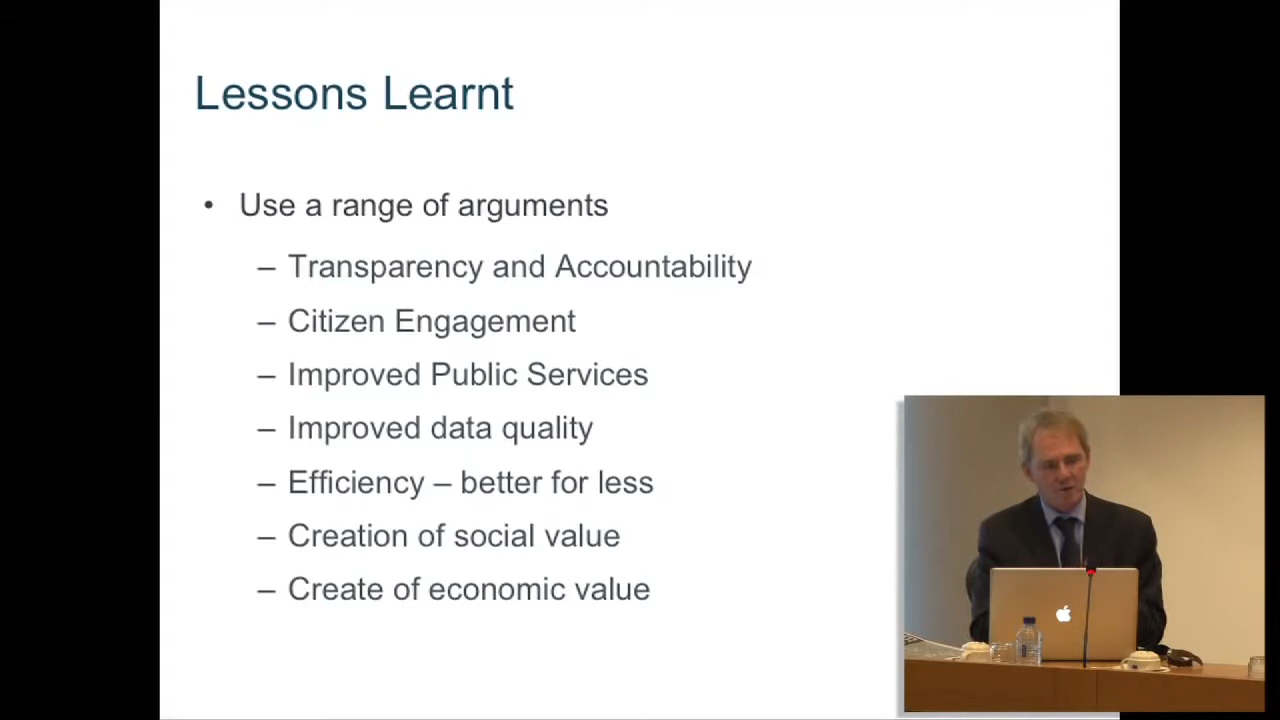 Lessons Learnt
• Use a range of arguments
– Transparency and Accountability
– Citizen Engagement
– Improved Public Services
– Improved data quality
– Efficiency – better for less
– Creation of social value
– Create of economic value